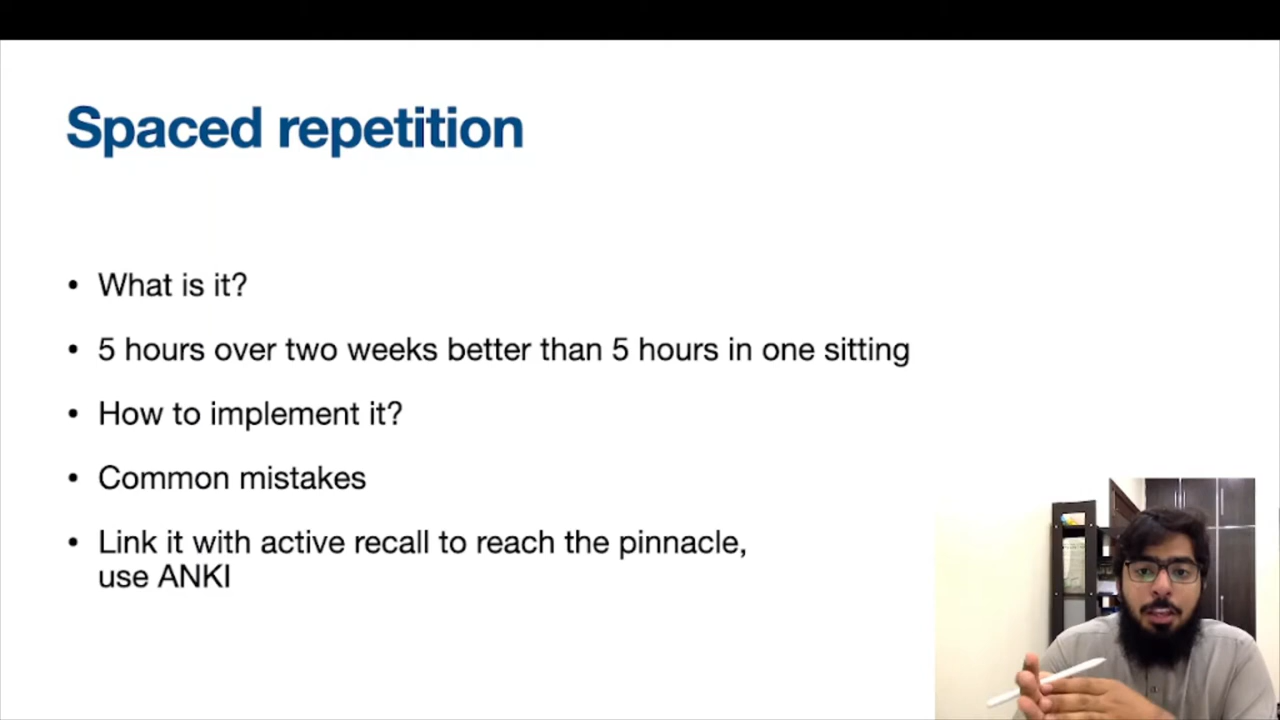 Spaced repetition
• What is it?
• 5 hours over two weeks better than 5 hours in one sitting
• How to implement it?
• Common mistakes
• Link it with active recall to reach the pinnacle,
use ANKI